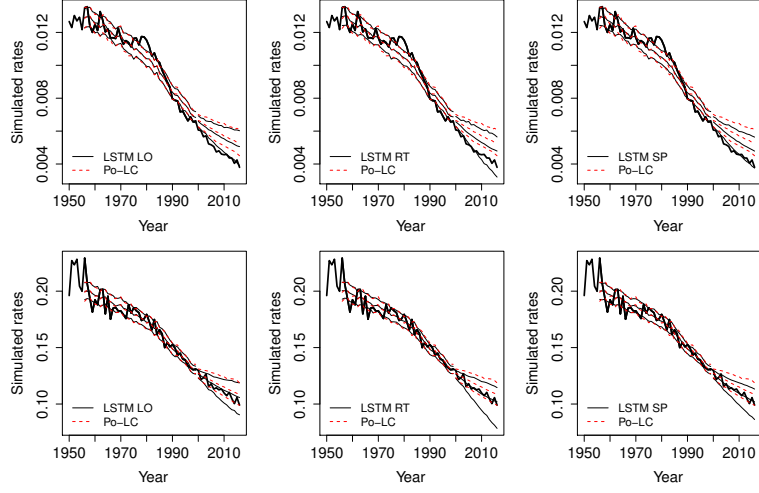 Simulated rates
0.012
0.008
0.004
LSTM LO
Po−LC
1950 1970 1990 2010
Year
Simulated rates
0.012
0.008
0.004
LSTM RT
Po−LC
1950 1970 1990 2010
Year
Simulated rates
0.012
0.008
0.004
LSTM SP
Po−LC
1950 1970 1990 2010
Year
Simulated rates
0.20
0.15
0.10
LSTM LO
Po−LC
1950 1970 1990 2010
Year
Simulated rates
0.20
0.15
0.10
LSTM RT
Po−LC
1950 1970 1990 2010
Year
Simulated rates
0.20
0.15
0.10
LSTM SP
Po−LC
1950 1970 1990 2010
Year